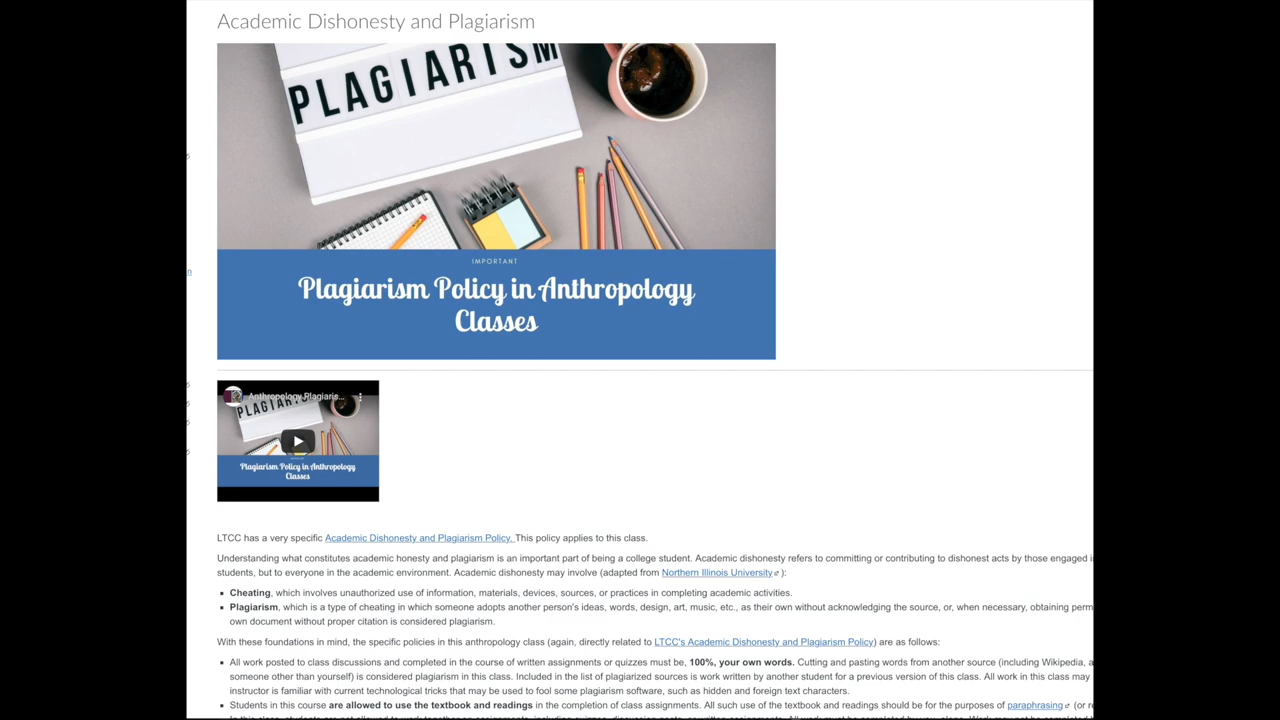 Academic Dishonesty and Plagiarism
PLAGIARISM
IMPORTANT
Plagiarism Policy in Anthropology
Classes
Anthropology Plagiaris...
PLAGIARISM
Plagiarism Policy in Anthropology
Classes
LTCC has a very specific Academic Dishonesty and Plagiarism Policy. This policy applies to this class.
Understanding what constitutes academic honesty and plagiarism is an important part of being a college student. Academic dishonesty refers to committing or contributing to dishonest acts by those engaged
students, but to everyone in the academic environment. Academic dishonesty may involve (adapted from Northern Illinois University):
Cheating, which involves unauthorized use of information, materials, devices, sources, or practices in completing academic activities.
Plagiarism, which is a type of cheating in which someone adopts another person's ideas, words, design, art, music, etc., as their own without acknowledging the source, or, when necessary, obtaining perm
own document without proper citation is considered plagiarism.
With these foundations in mind, the specific policies in this anthropology class (again, directly related to LTCC's Academic Dishonesty and Plagiarism Policy) are as follows:
All work posted to class discussions and completed in the course of written assignments or quizzes must be, 100%, your own words. Cutting and pasting words from another source (including Wikipedia, a
someone other than yourself) is considered plagiarism in this class. Included in the list of plagiarized sources is work written by another student for a previous version of this class. All work in this class may
instructor is familiar with current technological tricks that may be used to fool some plagiarism software, such as hidden and foreign text characters.
Students in this course are allowed to use the textbook and readings in the completion of class assignments. All such use of the textbook and readings should be for the purposes of paraphrasing (or